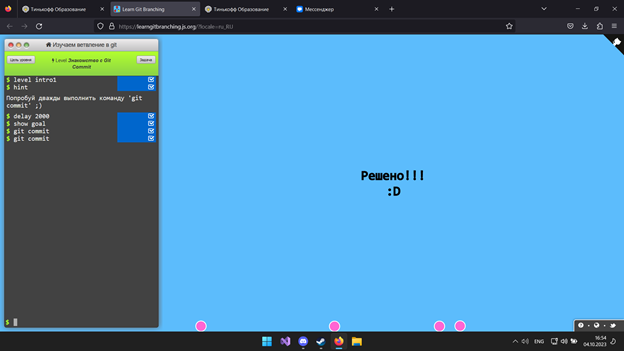 Тинькофф Образование
Learn Git Branching
Тинькофф Образование
Мессенджер
https://learngitbranching.js.org/?locale=ru_RU
Изучаем ветвление в git
Цель уровня
Level Знакомство с Git
Commit
Задача
$ level intro1
$ hint
Попробуй дважды выполнить команду 'git
commit' ;)
$ delay 2000
$ show goal
$ git commit
$ git commit
$
Решено!!!
:D
ENG
16:54
04.10.2023